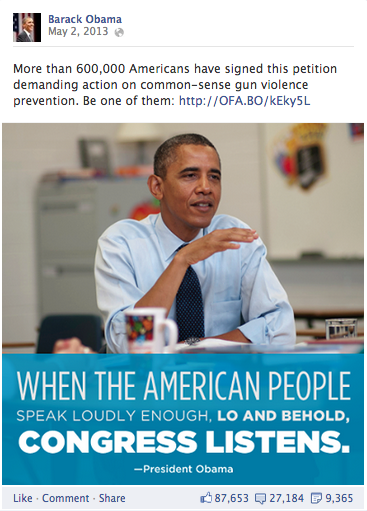 Barack Obama
May 2, 2013
More than 600,000 Americans have signed this petition
demanding action on common-sense gun violence
prevention. Be one of them: http://OFA.BO/kEky5L
WHEN THE AMERICAN PEOPLE
SPEAK LOUDLY ENOUGH, LO AND BEHOLD,
CONGRESS LISTENS.
—President Obama
Like · Comment · Share 87,653 27,184 9,365